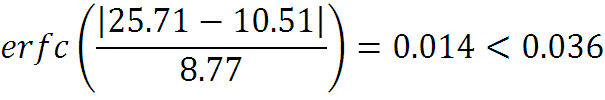 erfc(|25.71 − 10.51| / 8.77) = 0.014 < 0.036